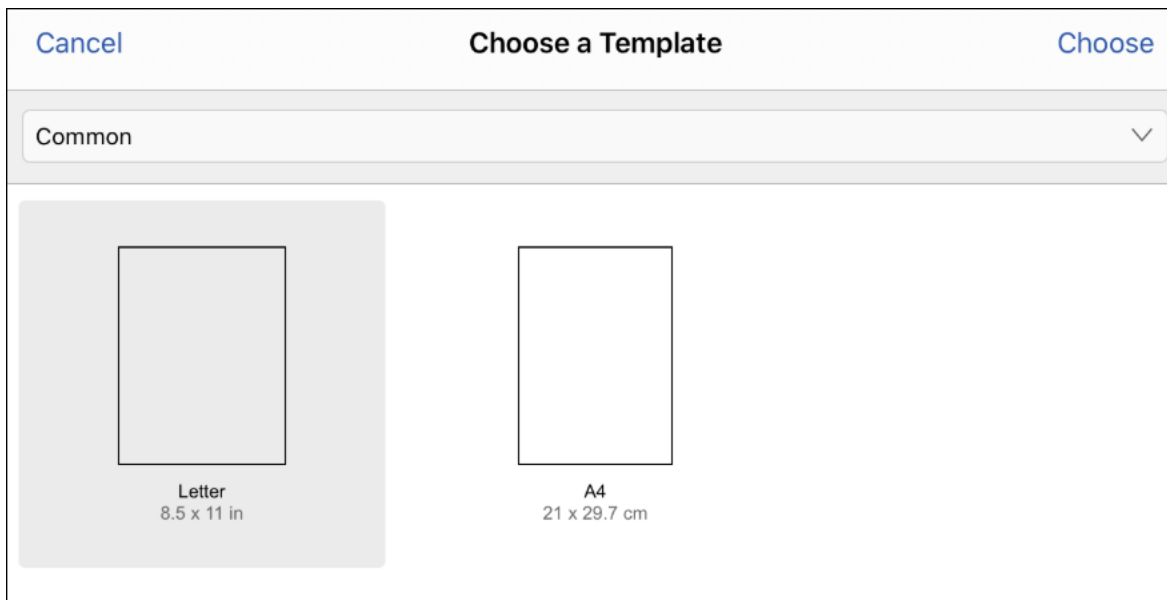 Cancel
Choose a Template
Choose
Common
Letter
8.5 x 11 in
A4
21 x 29.7 cm